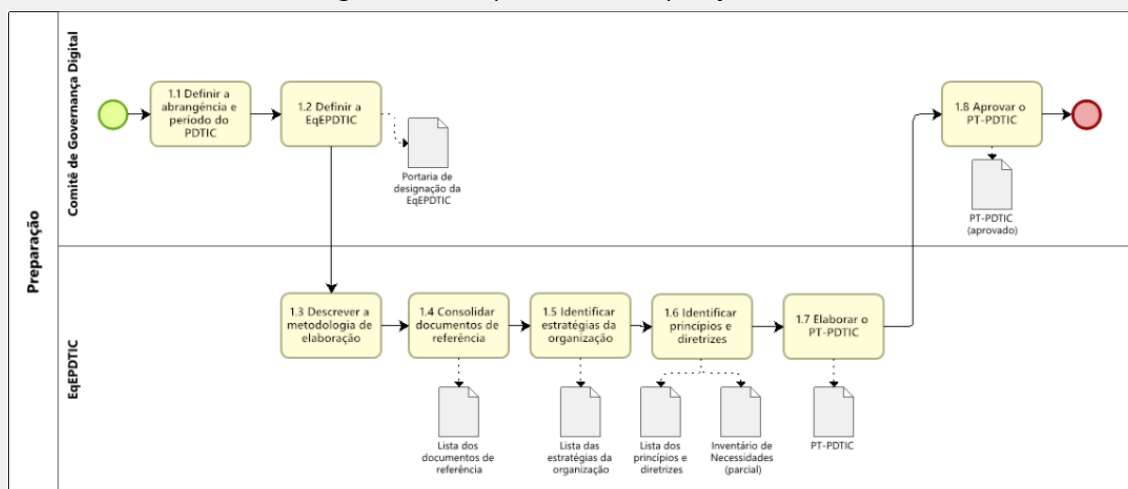 Preparação
Comitê de Governança Digital
1.1 Definir a
abrangência e
período do
PDTIC
1.2 Definir a
EqEPDTIC
Portaria de
designação da
EqEPDTIC
1.8 Aprovar o
PT-PDTIC
PT-PDTIC
(aprovado)
EqEPDTIC
1.3 Descrever a
metodologia de
elaboração
1.4 Consolidar
documentos de
referência
1.5 Identificar
estratégias da
organização
1.6 Identificar
princípios e
diretrizes
1.7 Elaborar o
PT-PDTIC
Lista dos
documentos de
referência
Lista das
estratégias da
organização
Lista dos
princípios e
diretrizes
Inventário de
Necessidades
(parcial)
PT-PDTIC